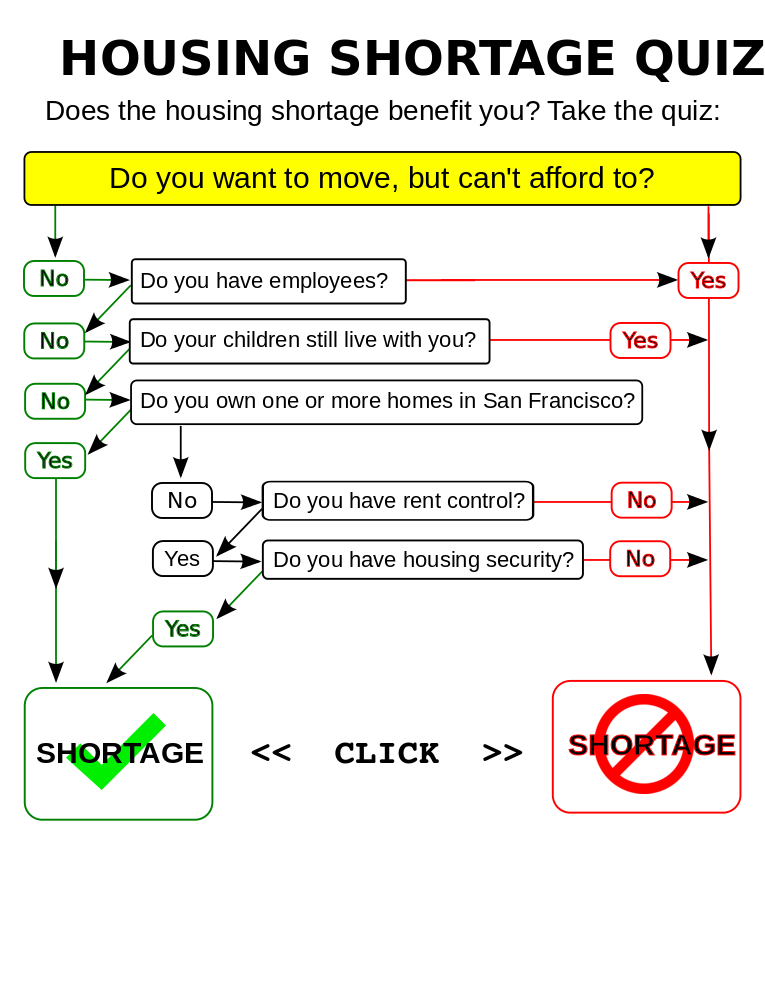 HOUSING SHORTAGE QUIZ
Does the housing shortage benefit you? Take the quiz:
Do you want to move, but can't afford to?
No
Do you have employees?
Yes
No
Do your children still live with you?
Yes
No
Do you own one or more homes in San Francisco?
Yes
No
Do you have rent control?
No
Yes
Do you have housing security?
No
Yes
SHORTAGE
<< CLICK >>
SHORTAGE